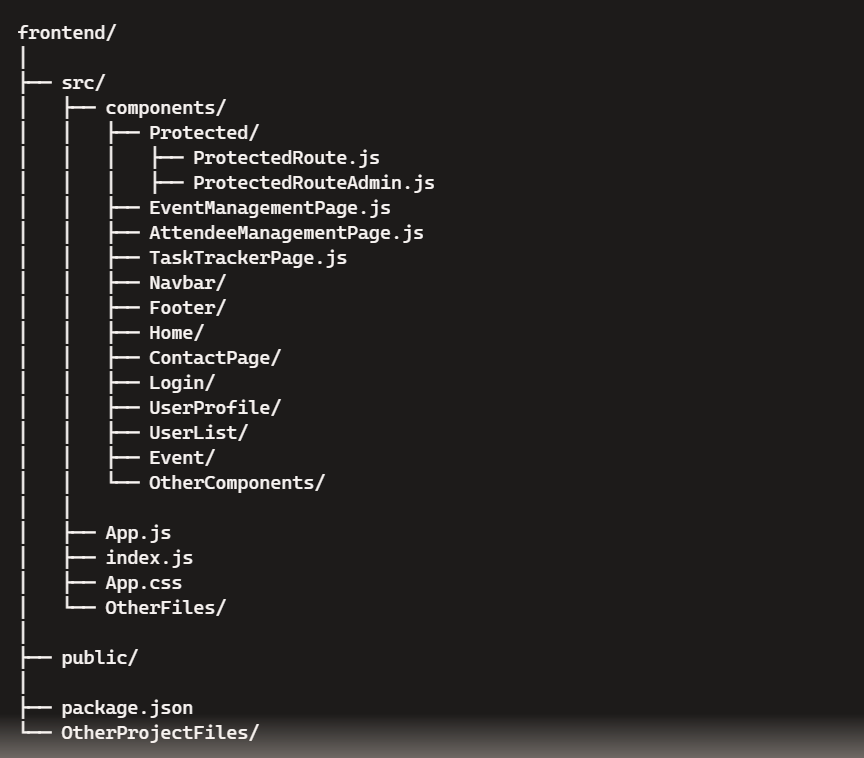 frontend/
│
├── src/
│   ├── components/
│   │   ├── Protected/
│   │   │   ├── ProtectedRoute.js
│   │   │   ├── ProtectedRouteAdmin.js
│   │   ├── EventManagementPage.js
│   │   ├── AttendeeManagementPage.js
│   │   ├── TaskTrackerPage.js
│   │   ├── Navbar/
│   │   ├── Footer/
│   │   ├── Home/
│   │   ├── ContactPage/
│   │   ├── Login/
│   │   ├── UserProfile/
│   │   ├── UserList/
│   │   ├── Event/
│   │   └── OtherComponents/
│   │
│   ├── App.js
│   ├── index.js
│   ├── App.css
│   └── OtherFiles/
│
├── public/
│
├── package.json
└── OtherProjectFiles/